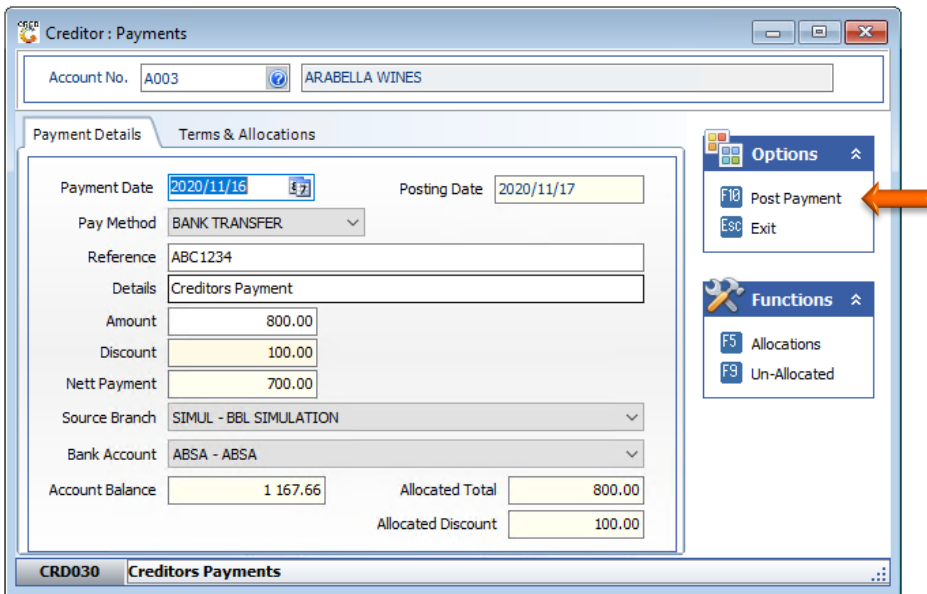 Creditor : Payments
Account No. A003 ARABELLA WINES
Payment Details Terms & Allocations
Payment Date 2020/11/16 Posting Date 2020/11/17
Pay Method BANK TRANSFER
Reference ABC1234
Details Creditors Payment
Amount 800.00
Discount 100.00
Nett Payment 700.00
Source Branch SIMUL - BBL SIMULATION
Bank Account ABSA - ABSA
Account Balance 1 167.66 Allocated Total 800.00
Allocated Discount 100.00
Options
F10 Post Payment
Esc Exit
Functions
F5 Allocations
F9 Un-Allocated
CRD030 Creditors Payments